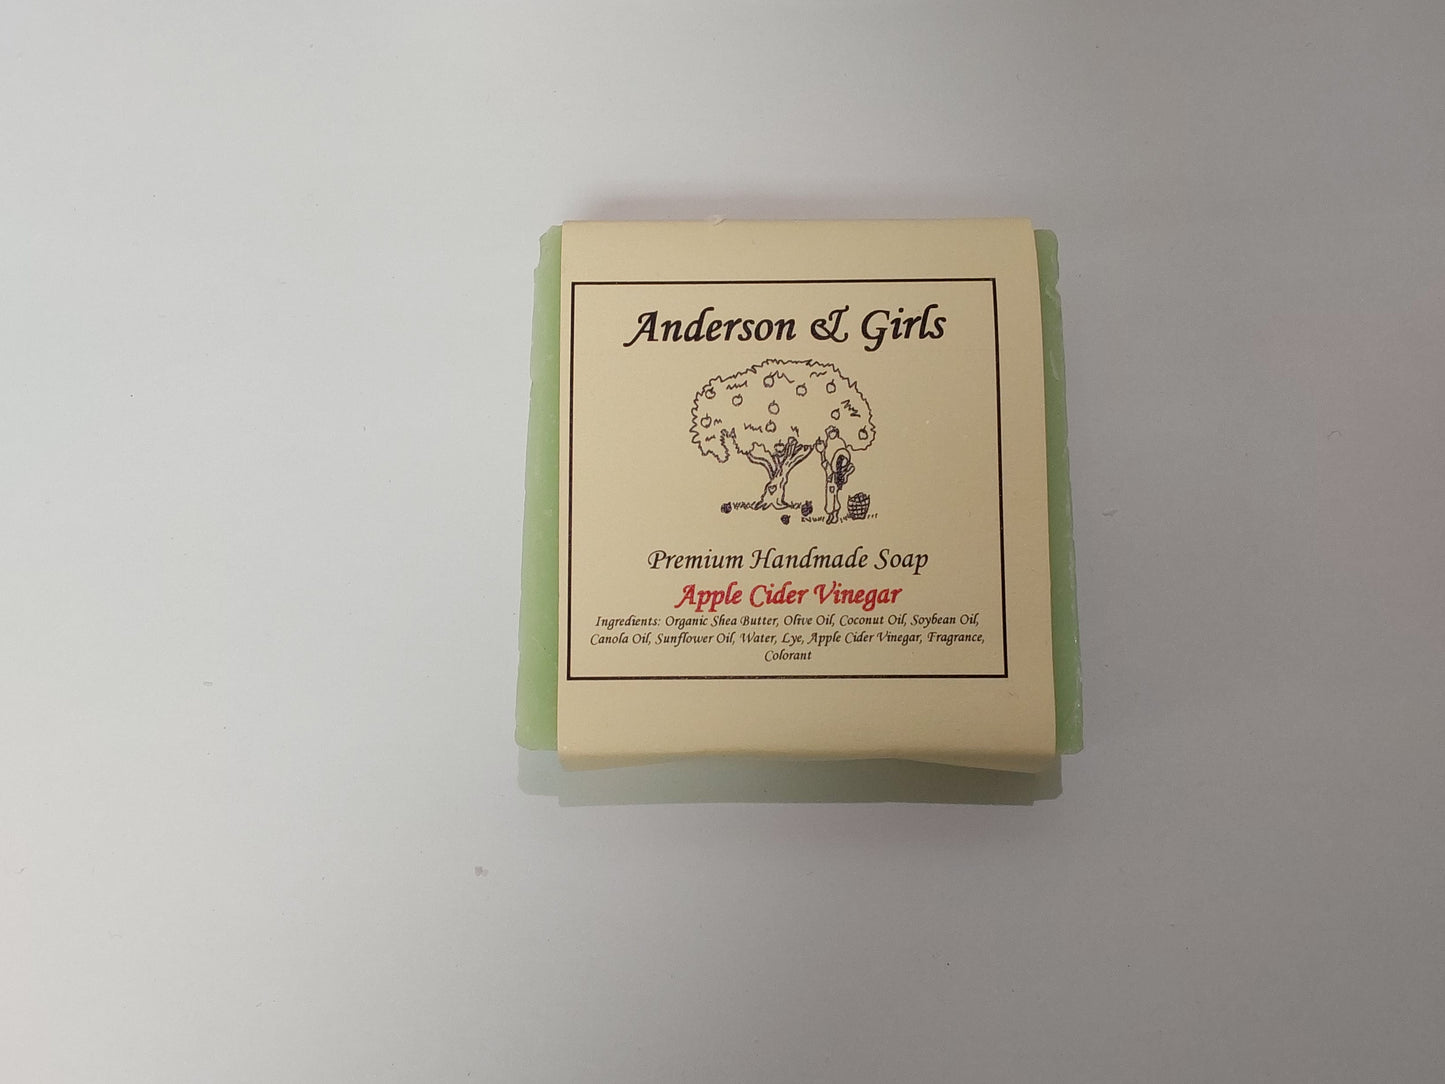 Anderson & Girls
Premium Handmade Soap
Apple Cider Vinegar
Ingredients: Organic Shea Butter, Olive Oil, Coconut Oil, Soybean Oil,
Canola Oil, Sunflower Oil, Water, Lye, Apple Cider Vinegar, Fragrance,
Colorant